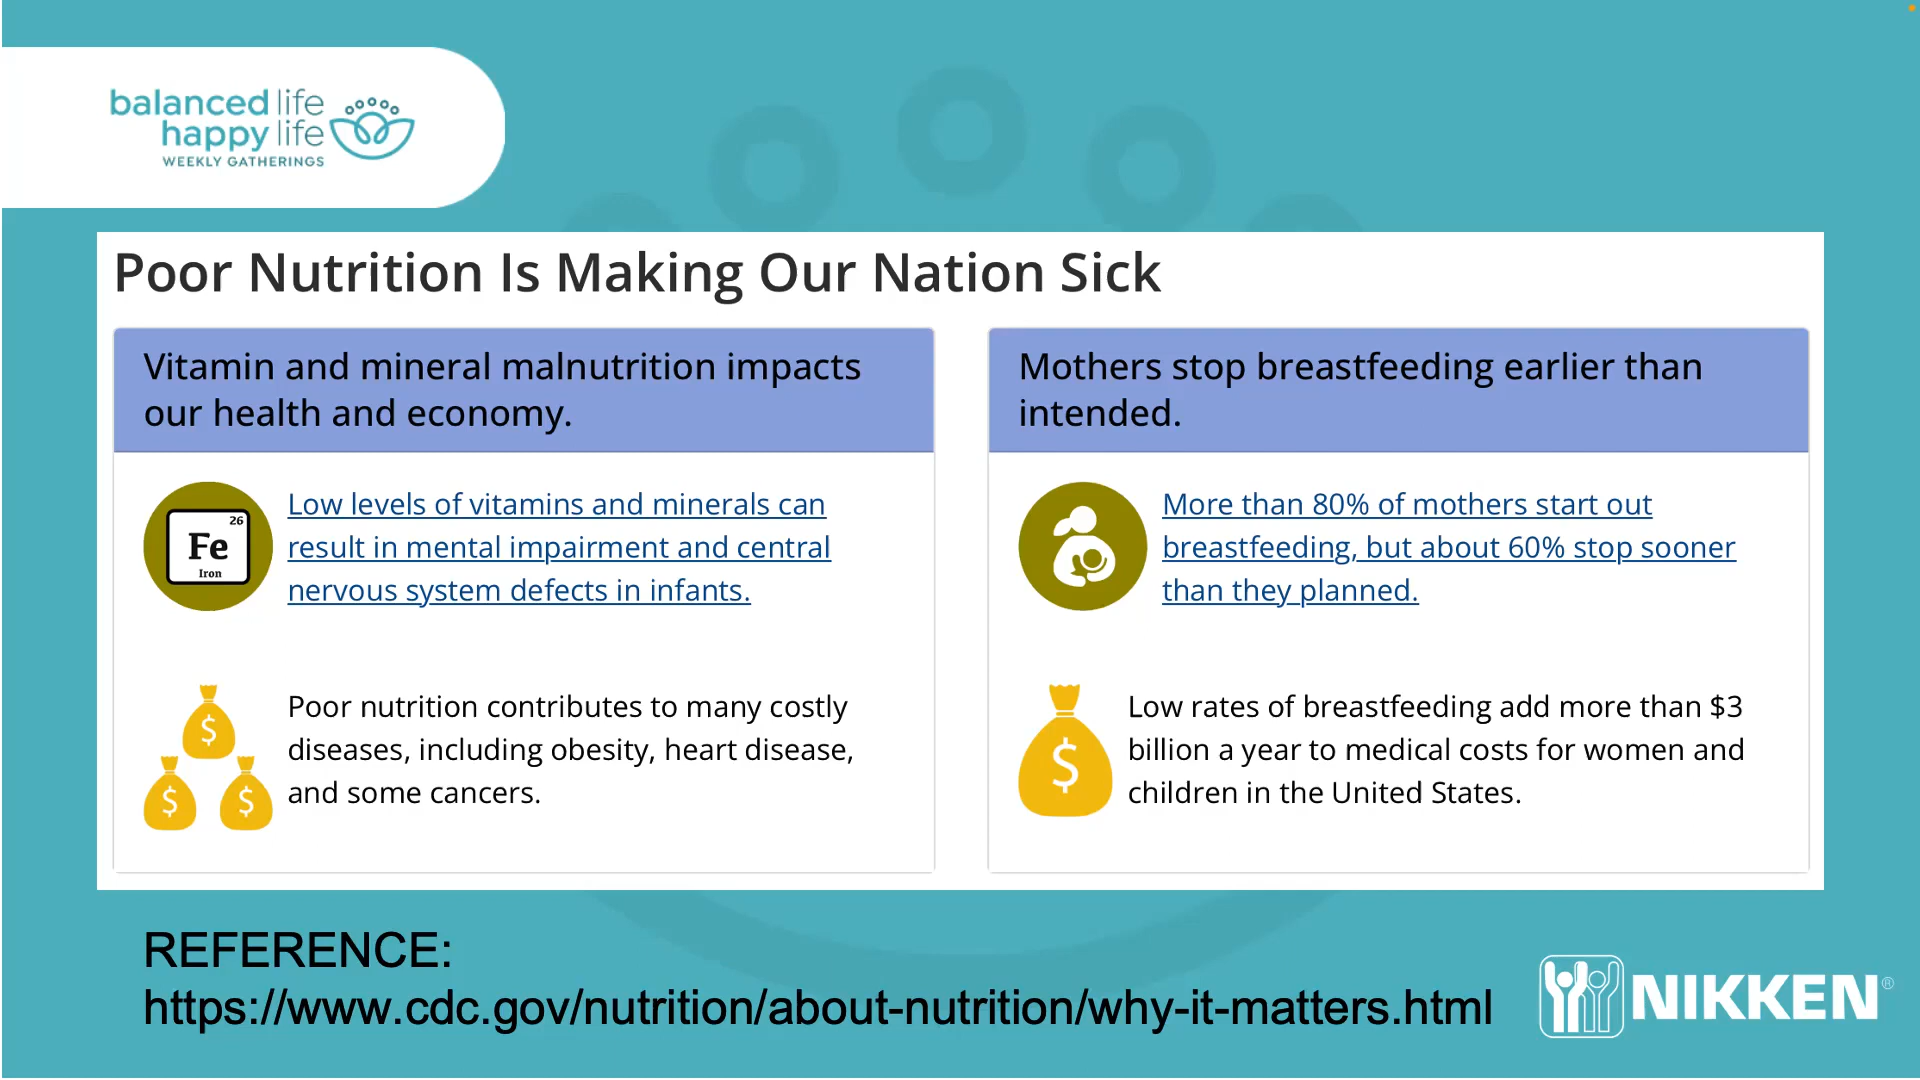 balanced life
happy life
WEEKLY GATHERINGS
Poor Nutrition Is Making Our Nation Sick
Vitamin and mineral malnutrition impacts
our health and economy.
26
Fe
Iron
Low levels of vitamins and minerals can
result in mental impairment and central
nervous system defects in infants.
$
$ $
Poor nutrition contributes to many costly
diseases, including obesity, heart disease,
and some cancers.
Mothers stop breastfeeding earlier than
intended.
More than 80% of mothers start out
breastfeeding, but about 60% stop sooner
than they planned.
$
Low rates of breastfeeding add more than $3
billion a year to medical costs for women and
children in the United States.
REFERENCE:
https://www.cdc.gov/nutrition/about-nutrition/why-it-matters.html
NIKKEN®